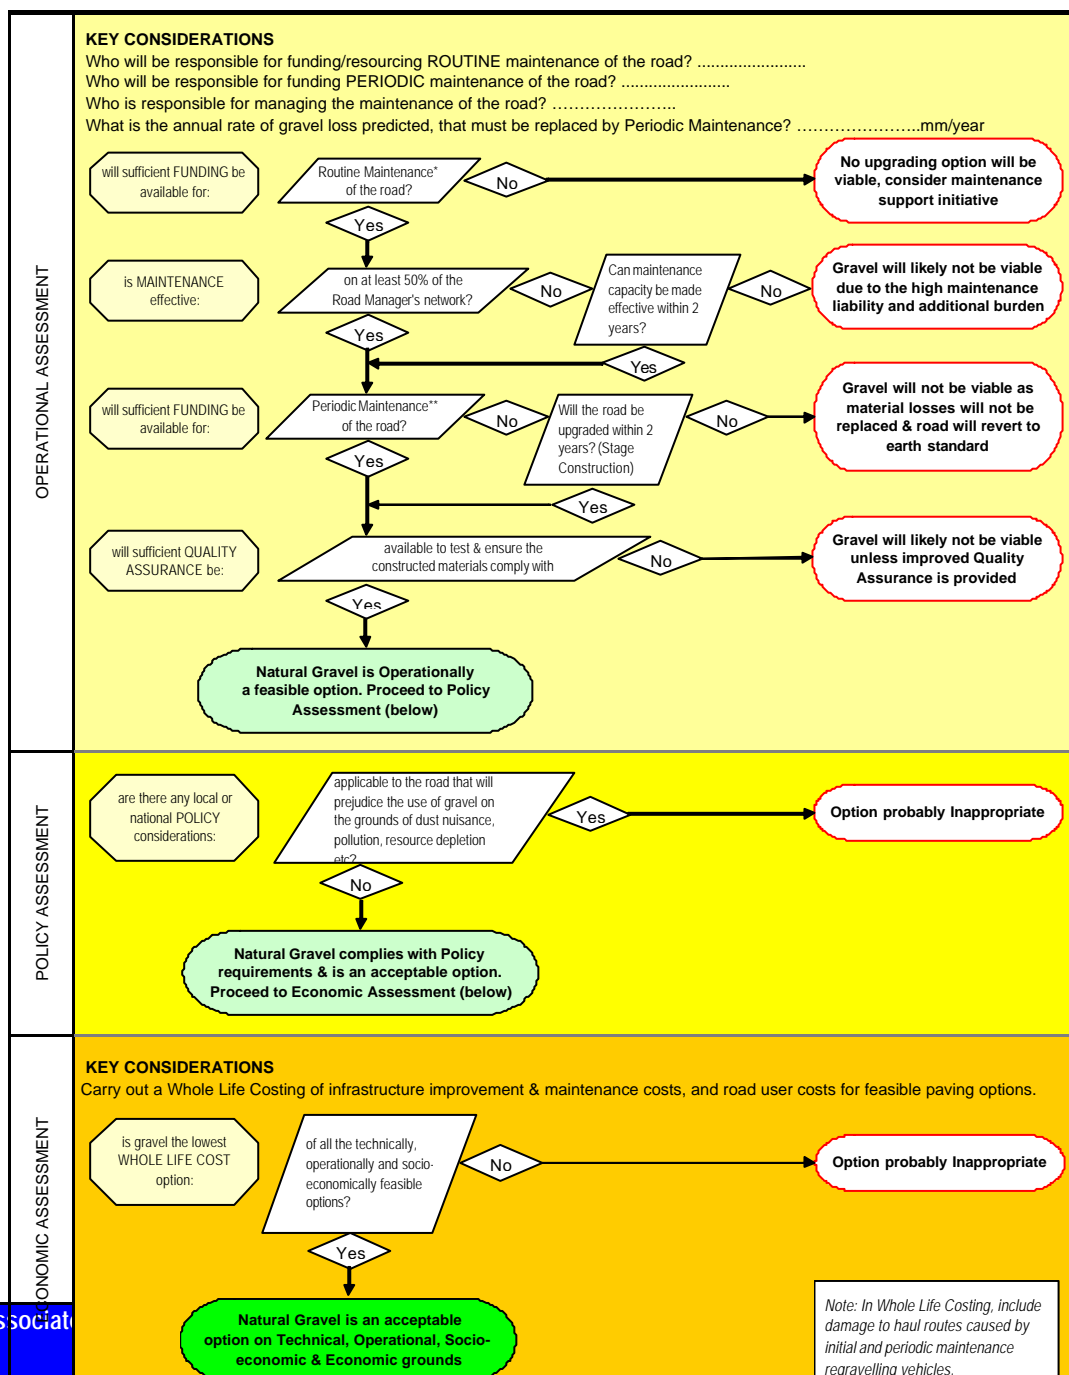 KEY CONSIDERATIONS
Who will be responsible for funding/resourcing ROUTINE maintenance of the road? ........................
Who will be responsible for funding PERIODIC maintenance of the road? ........................
Who is responsible for managing the maintenance of the road? …………………..
What is the annual rate of gravel loss predicted, that must be replaced by Periodic Maintenance? …………………..mm/year
OPERATIONAL ASSESSMENT
will sufficient FUNDING be
available for:
Routine Maintenance*
of the road?
No
No upgrading option will be
viable, consider maintenance
support initiative
Yes
is MAINTENANCE
effective:
on at least 50% of the
Road Manager's network?
No
Can maintenance
capacity be made
effective within 2
years?
No
Gravel will likely not be viable
due to the high maintenance
liability and additional burden
Yes
Yes
will sufficient FUNDING be
available for:
Periodic Maintenance**
of the road?
No
Will the road be
upgraded within 2
years? (Stage
Construction)
No
Gravel will not be viable as
material losses will not be
replaced & road will revert to
earth standard
Yes
Yes
will sufficient QUALITY
ASSURANCE be:
available to test & ensure the
constructed materials comply with
No
Gravel will likely not be viable
unless improved Quality
Assurance is provided
Yes
Natural Gravel is Operationally
a feasible option. Proceed to Policy
Assessment (below)
POLICY ASSESSMENT
are there any local or
national POLICY
considerations:
applicable to the road that will
prejudice the use of gravel on
the grounds of dust nuisance,
pollution, resource depletion
etc?
Yes
Option probably Inappropriate
No
Natural Gravel complies with Policy
requirements & is an acceptable option.
Proceed to Economic Assessment (below)
ECONOMIC ASSESSMENT
KEY CONSIDERATIONS
Carry out a Whole Life Costing of infrastructure improvement & maintenance costs, and road user costs for feasible paving options.
is gravel the lowest
WHOLE LIFE COST
option:
of all the technically,
operationally and socio-
economically feasible
options?
No
Option probably Inappropriate
Yes
Natural Gravel is an acceptable
option on Technical, Operational, Socio-
economic & Economic grounds
Note: In Whole Life Costing, include
damage to haul routes caused by
initial and periodic maintenance
regravelling vehicles.